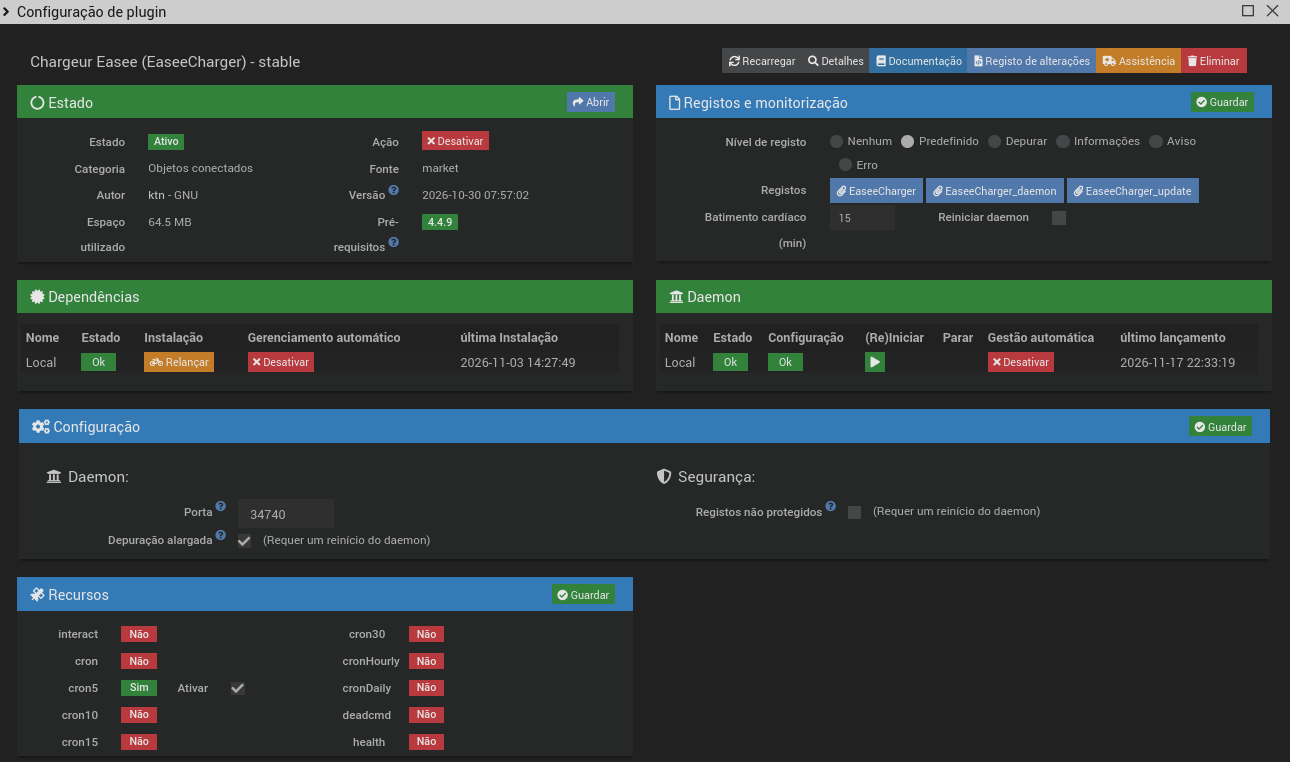 Configuração de plugin
Chargeur Easee (EaseeCharger) - stable
Recarregar Detalhes Documentação Registo de alterações Assistência Eliminar
Estado Abrir
Estado Ativo Ação Desativar
Categoria Objetos conectados Fonte market
Autor ktn - GNU Versão 2026-10-30 07:57:02
Espaço utilizado 64.5 MB Pré-requisitos 4.4.9
Registos e monitorização Guardar
Nível de registo Nenhum Predefinido Depurar Informações Aviso
Erro
Registos EaseeCharger EaseeCharger_daemon EaseeCharger_update
Batimento cardíaco (min) 15 Reiniciar daemon
Dependências
Nome Estado Instalação Gerenciamento automático última Instalação
Local Ok Relançar Desativar 2026-11-03 14:27:49
Daemon
Nome Estado Configuração (Re)Iniciar Parar Gestão automática último lançamento
Local Ok Ok Desativar 2026-11-17 22:33:19
Configuração Guardar
Daemon:
Porta 34740
Depuração alargada (Requer um reinício do daemon)
Segurança:
Registos não protegidos (Requer um reinício do daemon)
Recursos Guardar
interact Não cron30 Não
cron Não cronHourly Não
cron5 Sim Ativar cronDaily Não
cron10 Não deadcmd Não
cron15 Não health Não